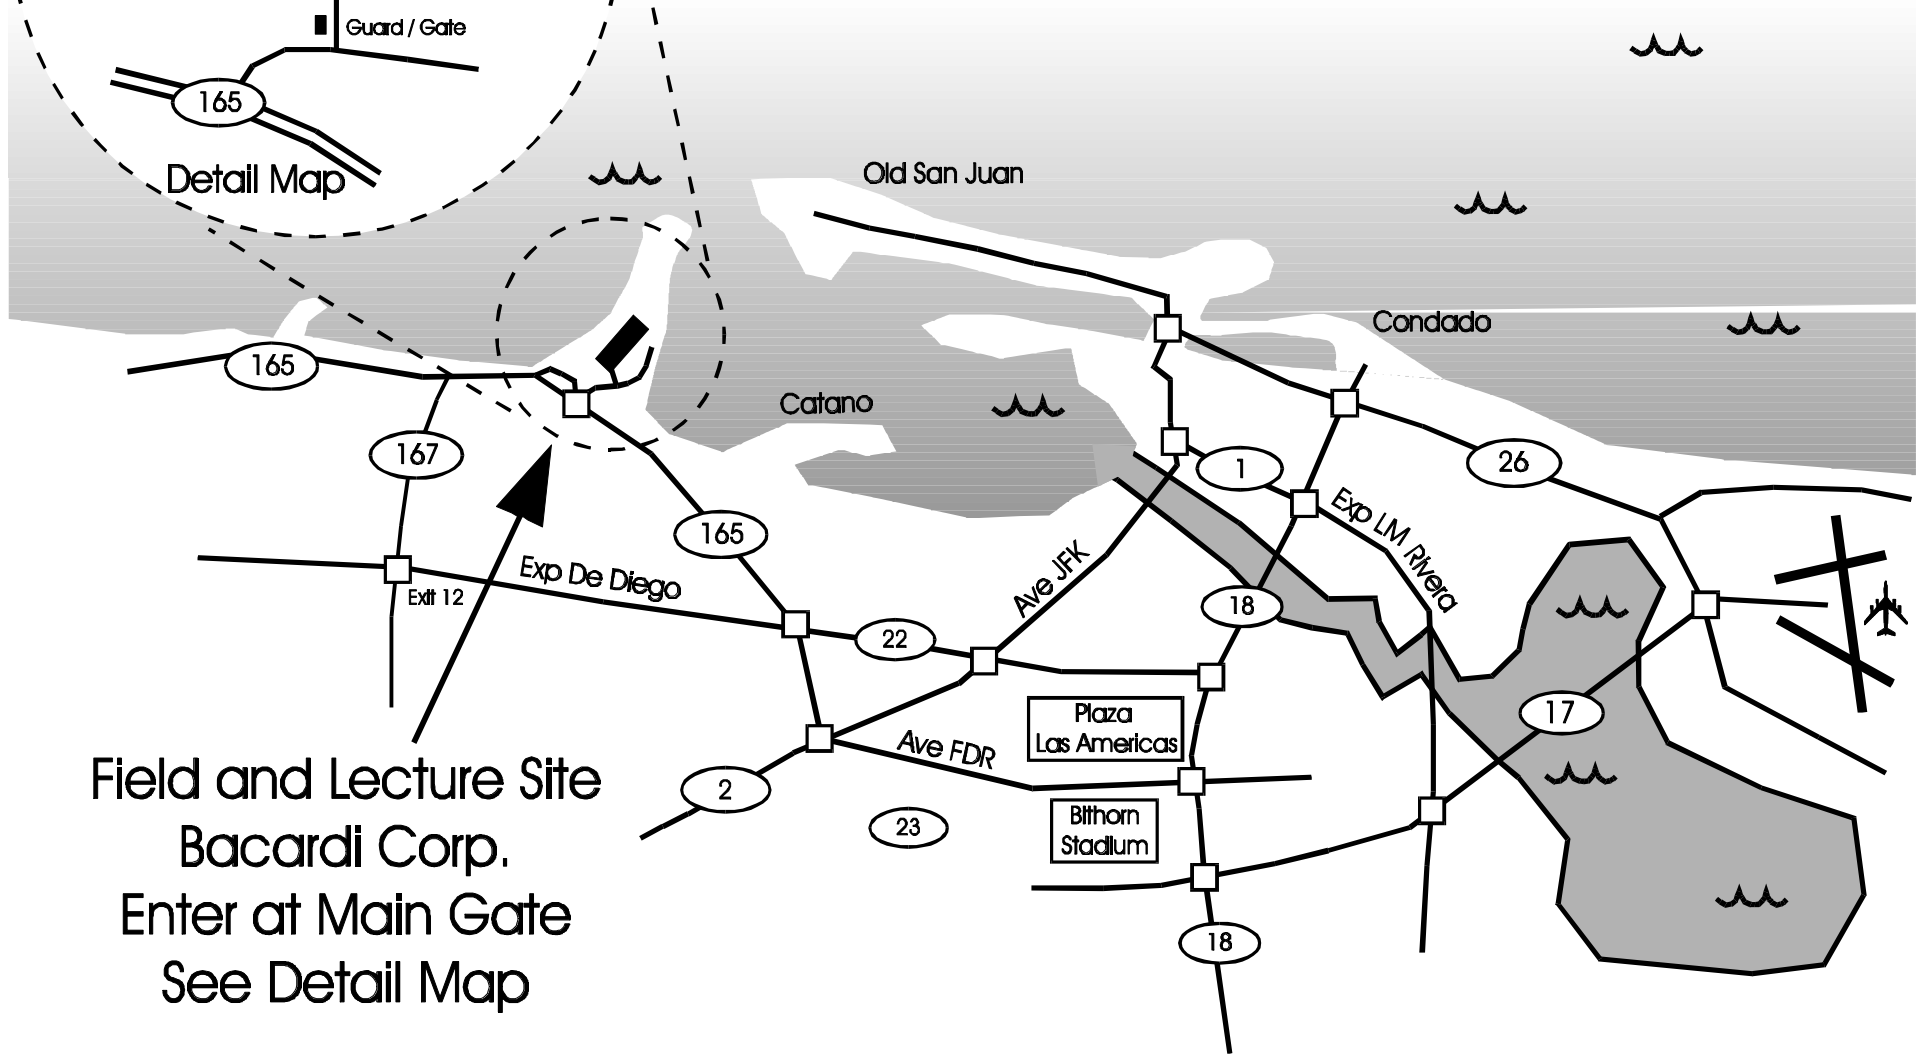 Guard / Gate
165
Detail Map
Old San Juan
Condado
165
Catano
167
1
26
Exp LM Rivera
165
Exp De Diego
Exit 12
Ave JFK
18
22
17
Plaza
Las Americas
Ave FDR
2
23
Bithorn
Stadium
18
Field and Lecture Site
Bacardi Corp.
Enter at Main Gate
See Detail Map